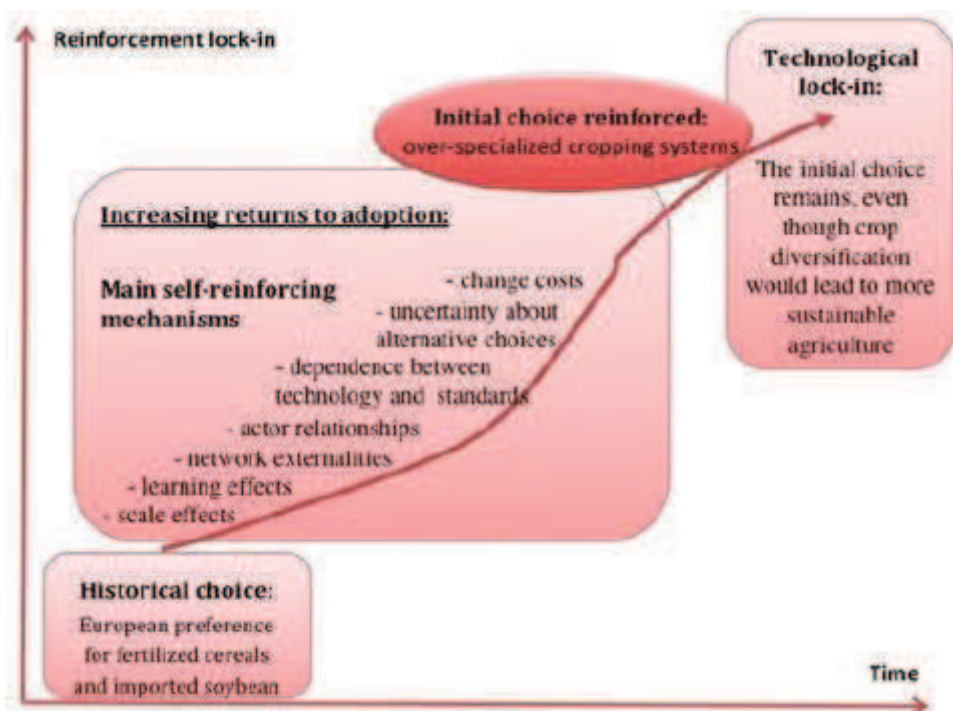 Reinforcement lock-in
Technological
lock-in:
The initial choice
remains, even
though crop
diversification
would lead to more
sustainable
agriculture
Initial choice reinforced:
over-specialized cropping systems
Increasing returns to adoption:
Main self-reinforcing
mechanisms
- change costs
- uncertainty about
alternative choices
- dependence between
technology and standards
- actor relationships
- network externalities
- learning effects
- scale effects
Historical choice:
European preference
for fertilized cereals
and imported soybean
Time